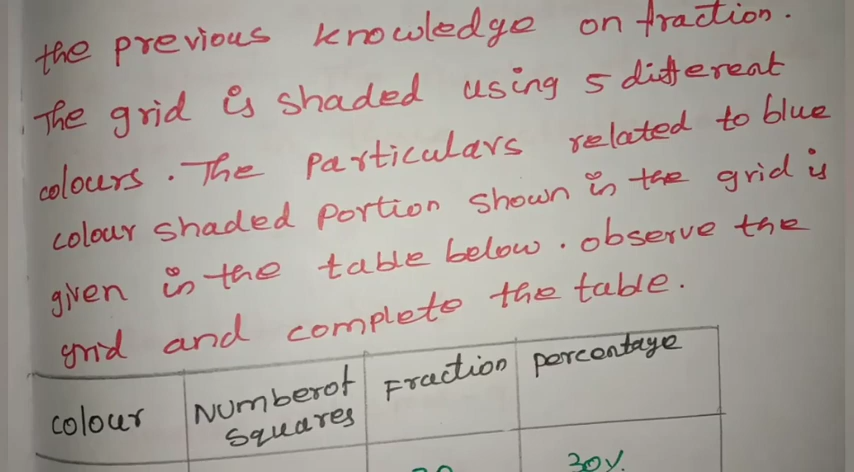 the previous knowledge on fraction.
The grid is shaded using 5 different
colours. The particulars related to blue
colour shaded portion shown in the grid is
given in the table below. observe the
grid and complete the table.
colour Number of squares Fraction percentage
30%